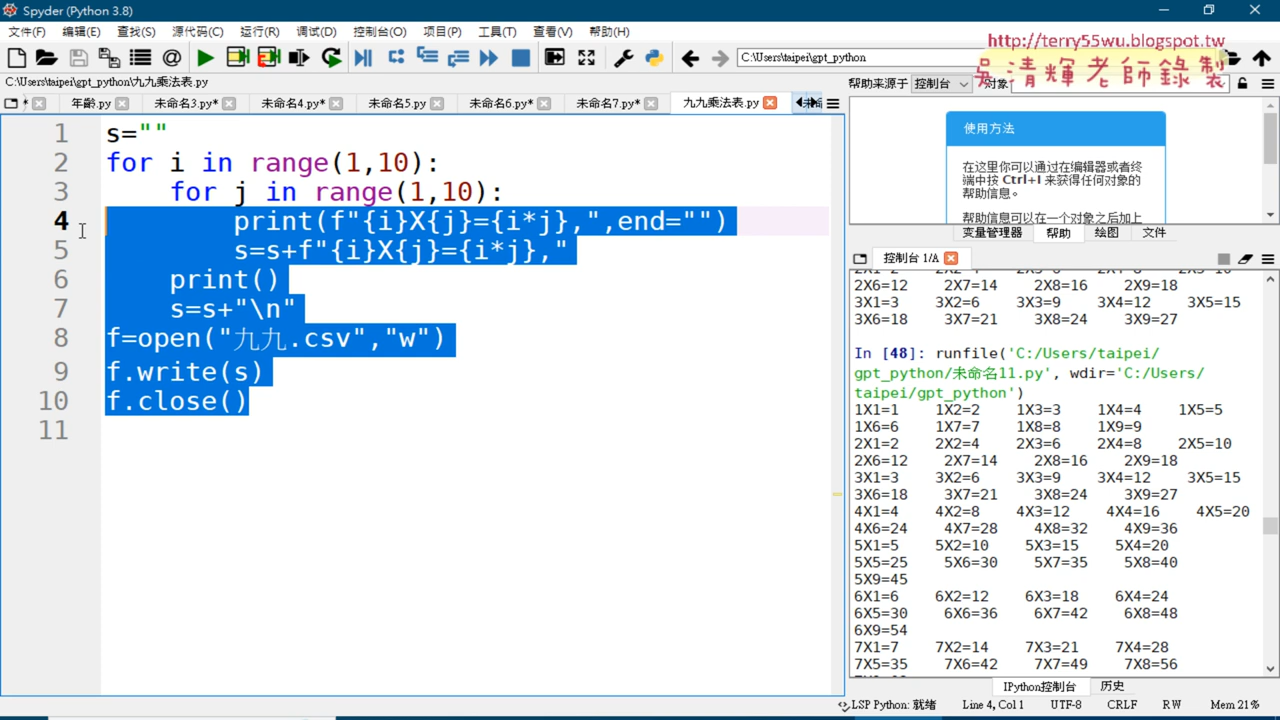 Spyder (Python 3.8)
文件(F) 编辑(E) 查找(S) 源代码(C) 运行(R) 调试(D) 控制台(O) 项目(P) 工具(T) 查看(V) 帮助(H)
C:\Users\taipei\gpt_python
http://terry55wu.blogspot.tw
吳清輝老師錄製
C:\Users\taipei\gpt_python\九九乘法表.py
年齡.py 未命名3.py* 未命名4.py* 未命名5.py 未命名6.py* 未命名7.py* 九九乘法表.py
1 s=""
2 for i in range(1,10):
3 for j in range(1,10):
4 print(f"{i}X{j}={i*j},",end="")
5 s=s+f"{i}X{j}={i*j},"
6 print()
7 s=s+"\n"
8 f=open("九九.csv","w")
9 f.write(s)
10 f.close()
11
帮助来源于 控制台 对象
使用方法
在这里你可以通过在编辑器或者终
端中按 Ctrl+I 来获得任何对象的
帮助信息。
帮助信息可以在一个对象之后加上
变量管理器 帮助 绘图 文件
控制台 1/A
2X6=12 2X7=14 2X8=16 2X9=18
3X1=3 3X2=6 3X3=9 3X4=12 3X5=15
3X6=18 3X7=21 3X8=24 3X9=27
In [48]: runfile('C:/Users/taipei/
gpt_python/未命名11.py', wdir='C:/Users/
taipei/gpt_python')
1X1=1 1X2=2 1X3=3 1X4=4 1X5=5
1X6=6 1X7=7 1X8=8 1X9=9
2X1=2 2X2=4 2X3=6 2X4=8 2X5=10
2X6=12 2X7=14 2X8=16 2X9=18
3X1=3 3X2=6 3X3=9 3X4=12 3X5=15
3X6=18 3X7=21 3X8=24 3X9=27
4X1=4 4X2=8 4X3=12 4X4=16 4X5=20
4X6=24 4X7=28 4X8=32 4X9=36
5X1=5 5X2=10 5X3=15 5X4=20
5X5=25 5X6=30 5X7=35 5X8=40
5X9=45
6X1=6 6X2=12 6X3=18 6X4=24
6X5=30 6X6=36 6X7=42 6X8=48
6X9=54
7X1=7 7X2=14 7X3=21 7X4=28
7X5=35 7X6=42 7X7=49 7X8=56
IPython控制台 历史
LSP Python: 就绪 Line 4, Col 1 UTF-8 CRLF RW Mem 21%